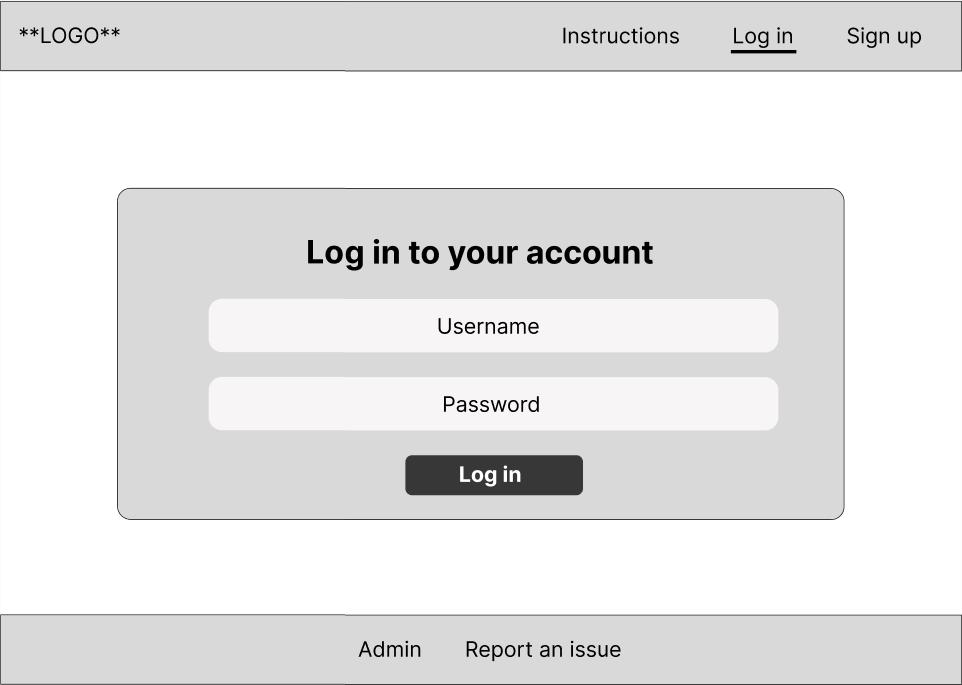 **LOGO** Instructions Log in Sign up
Log in to your account
Username
Password
Log in
Admin Report an issue